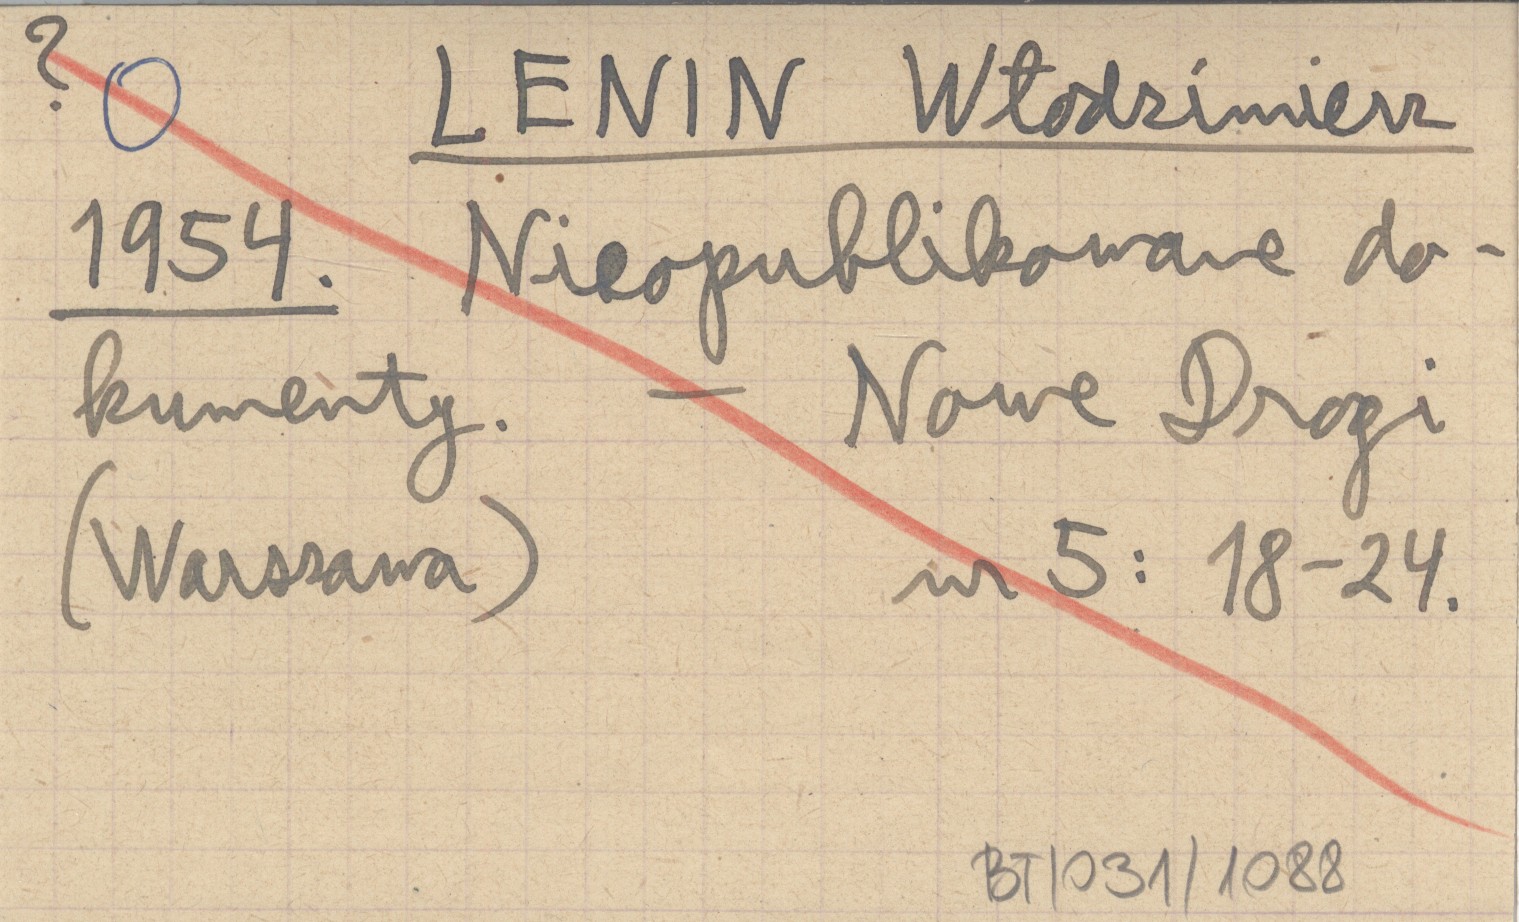 ? O LENIN Włodzimierz
1954. Nieopublikowane do-
kumenty. — Nowe Drogi
(Warszawa) nr 5: 18-24.
BT/031/1088